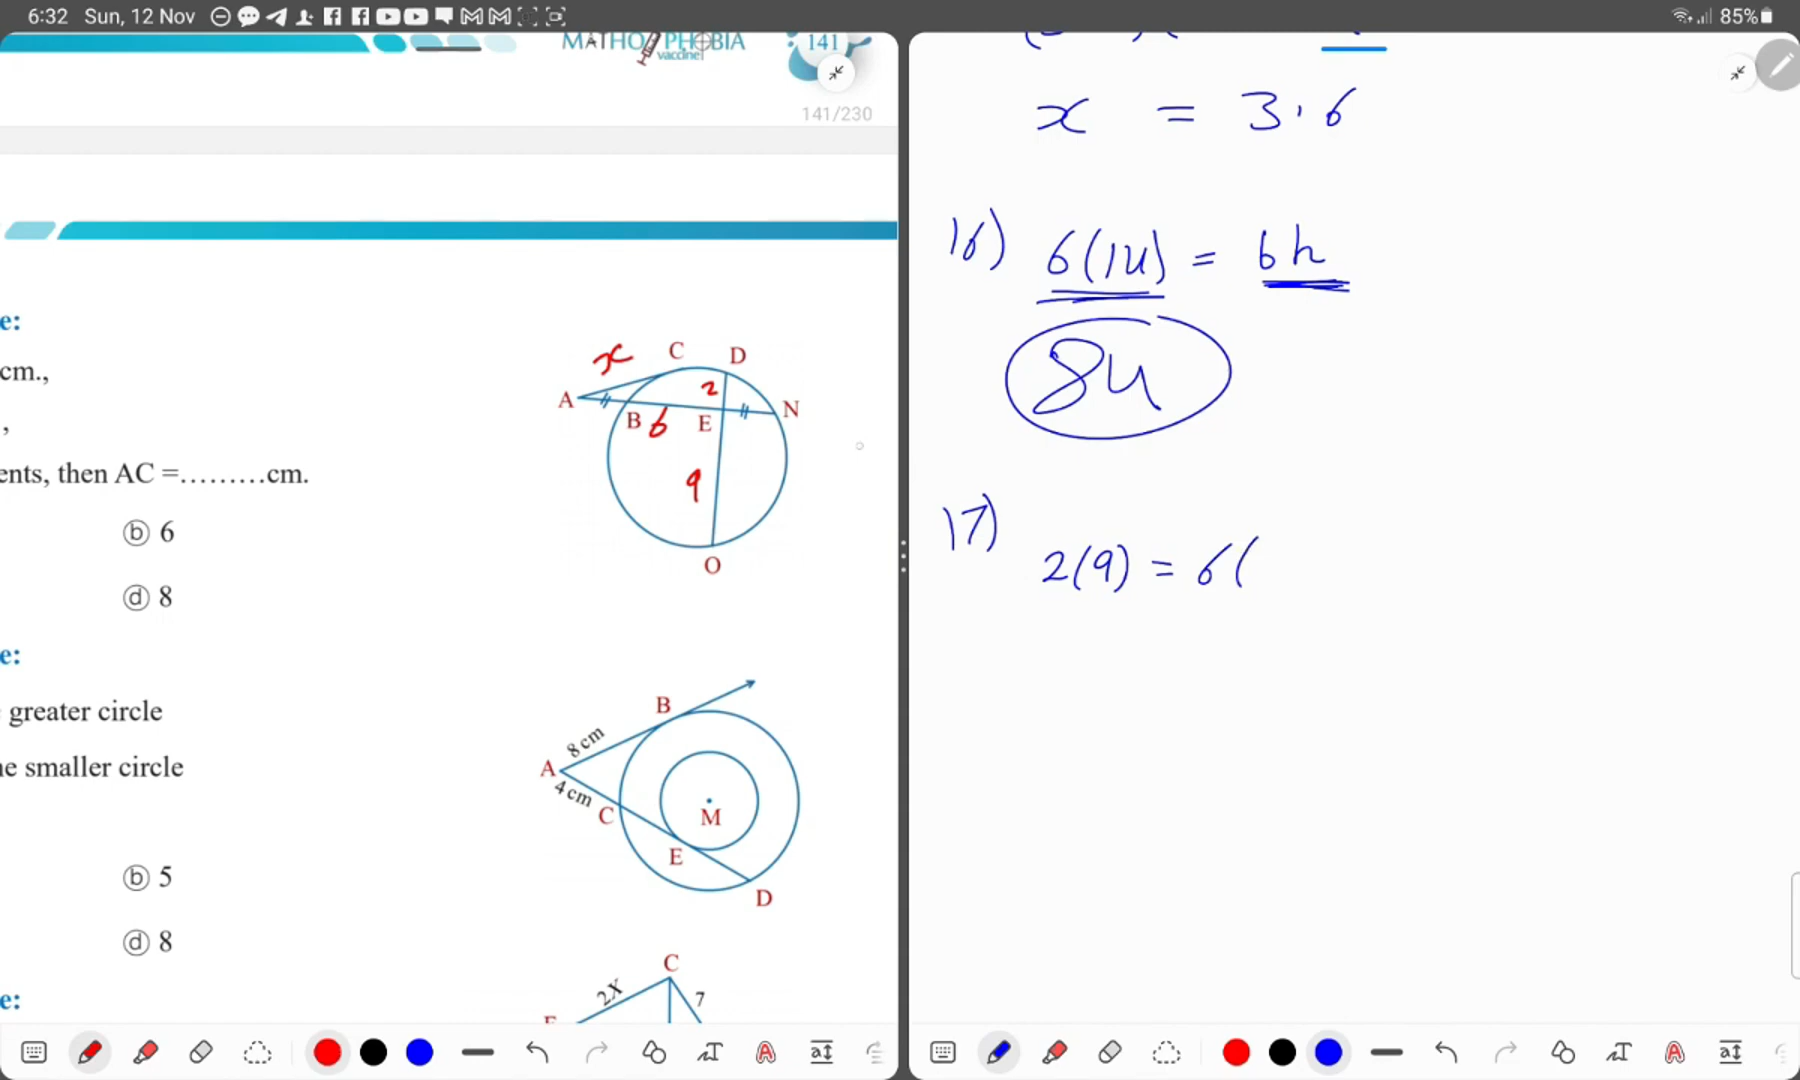 6:32 Sun, 12 Nov
85%
MATHO PHOBIA
vaccine
141
141/230
e:
cm.,
,
ents, then AC =.........cm.
ⓑ 6
ⓓ 8
x
C
D
A
2
B
6
E
N
9
O
e:
greater circle
e smaller circle
ⓑ 5
ⓓ 8
B
8 cm
A
4 cm
C
M
E
D
e:
C
2X
7
x = 3.6
16) 6(14) = 6h
84
17)
2(9) = 6(